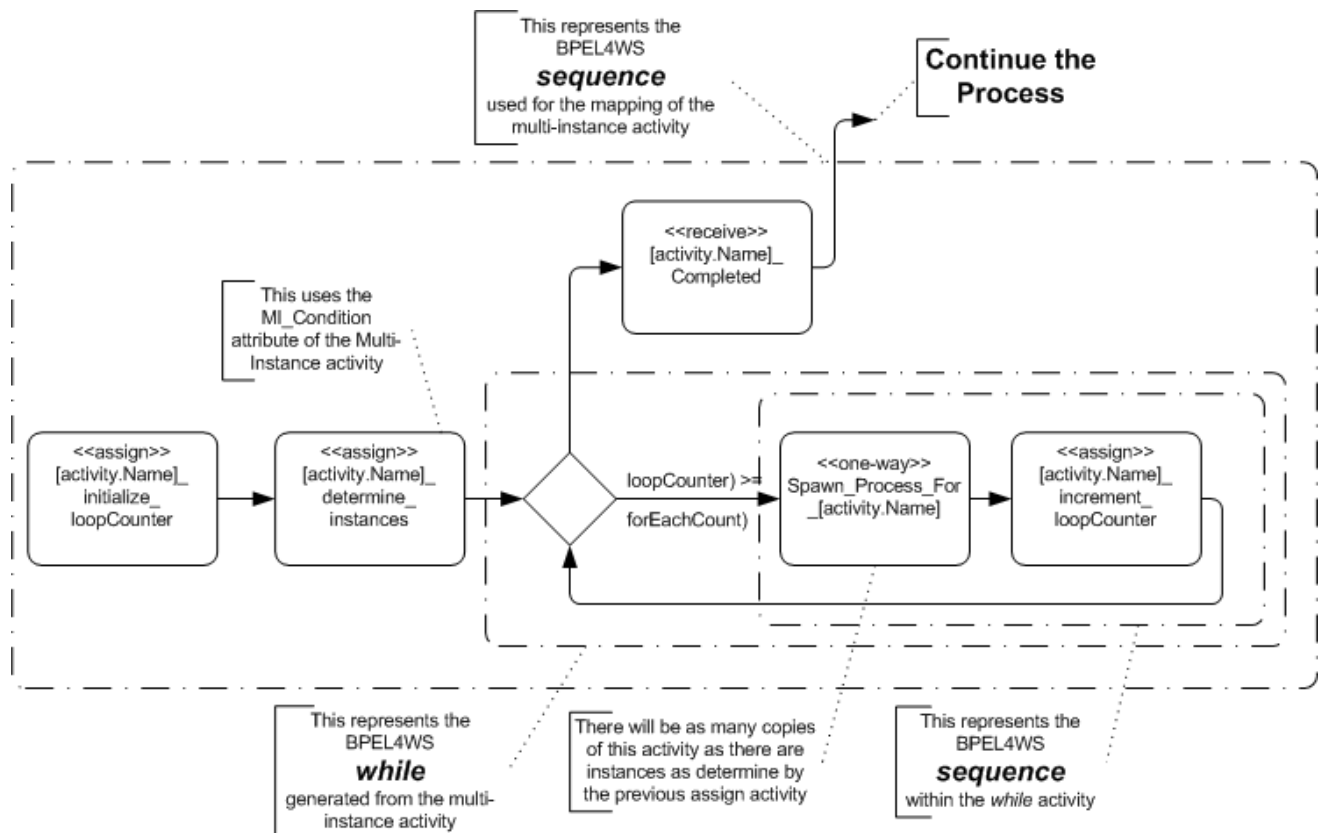 This represents the
BPEL4WS
sequence
used for the mapping of the
multi-instance activity
Continue the
Process
<<receive>>
[activity.Name]_
Completed
This uses the
MI_Condition
attribute of the Multi-
Instance activity
<<assign>>
[activity.Name]_
initialize_
loopCounter
<<assign>>
[activity.Name]_
determine_
instances
loopCounter) >=
forEachCount)
<<one-way>>
Spawn_Process_For
_[activity.Name]
<<assign>>
[activity.Name]_
increment_
loopCounter
This represents the
BPEL4WS
while
generated from the multi-
instance activity
There will be as many copies
of this activity as there are
instances as determine by
the previous assign activity
This represents the
BPEL4WS
sequence
within the while activity